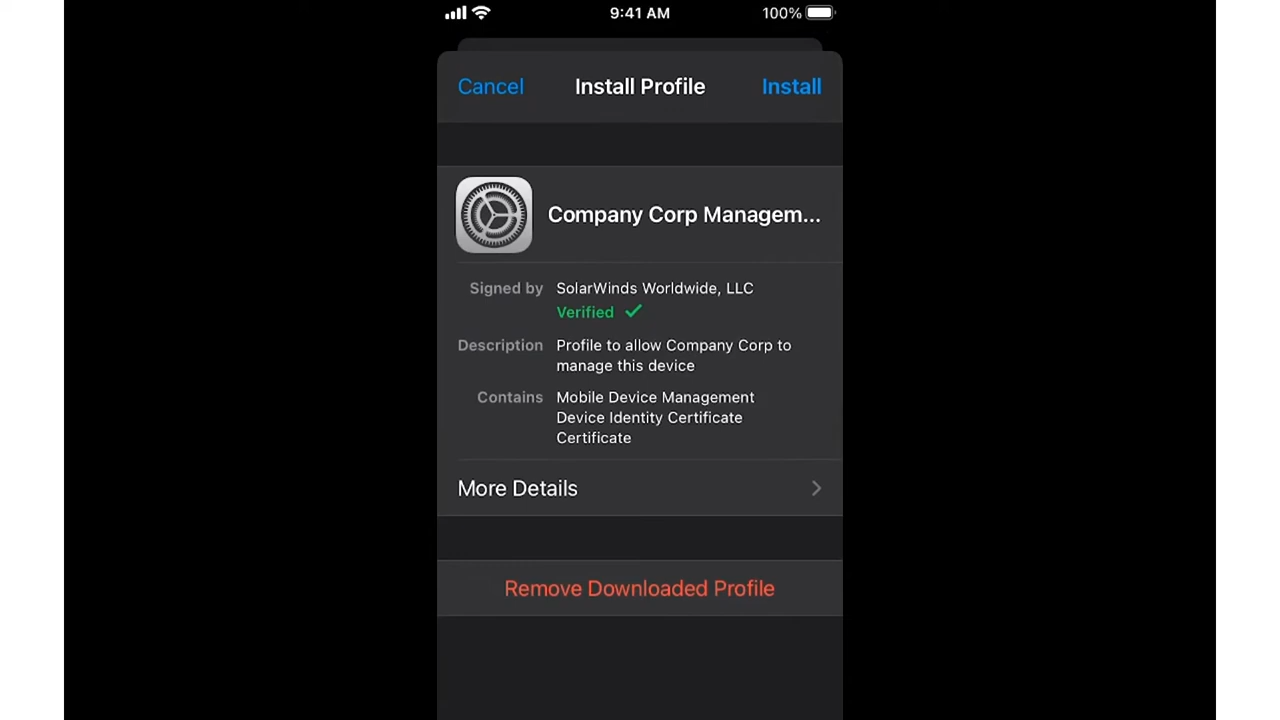 9:41 AM 100%
Cancel Install Profile Install
Company Corp Managem...
Signed by SolarWinds Worldwide, LLC
Verified
Description Profile to allow Company Corp to
manage this device
Contains Mobile Device Management
Device Identity Certificate
Certificate
More Details
Remove Downloaded Profile